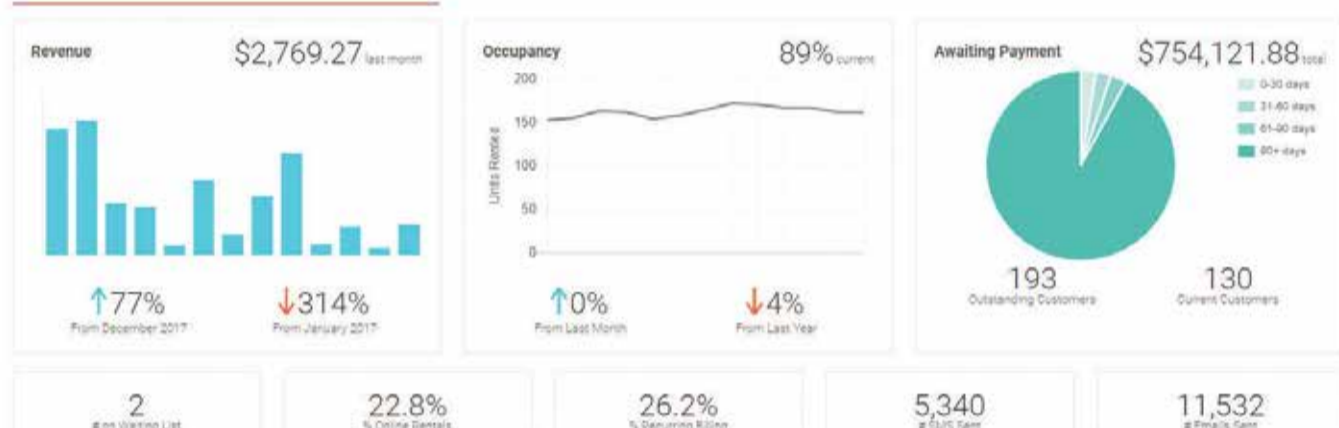 Revenue
$2,769.27 last month
↑77%
From December 2017
↓314%
From January 2017
Occupancy
89% current
200
150
100
50
0
Units Rented
↑0%
From Last Month
↓4%
From Last Year
Awaiting Payment
$754,121.88 total
0-30 days
31-60 days
61-90 days
90+ days
193
Outstanding Customers
130
Current Customers
2
# on Waiting List
22.8%
% Online Rentals
26.2%
% Recurring Billing
5,340
# SMS Sent
11,532
# Emails Sent